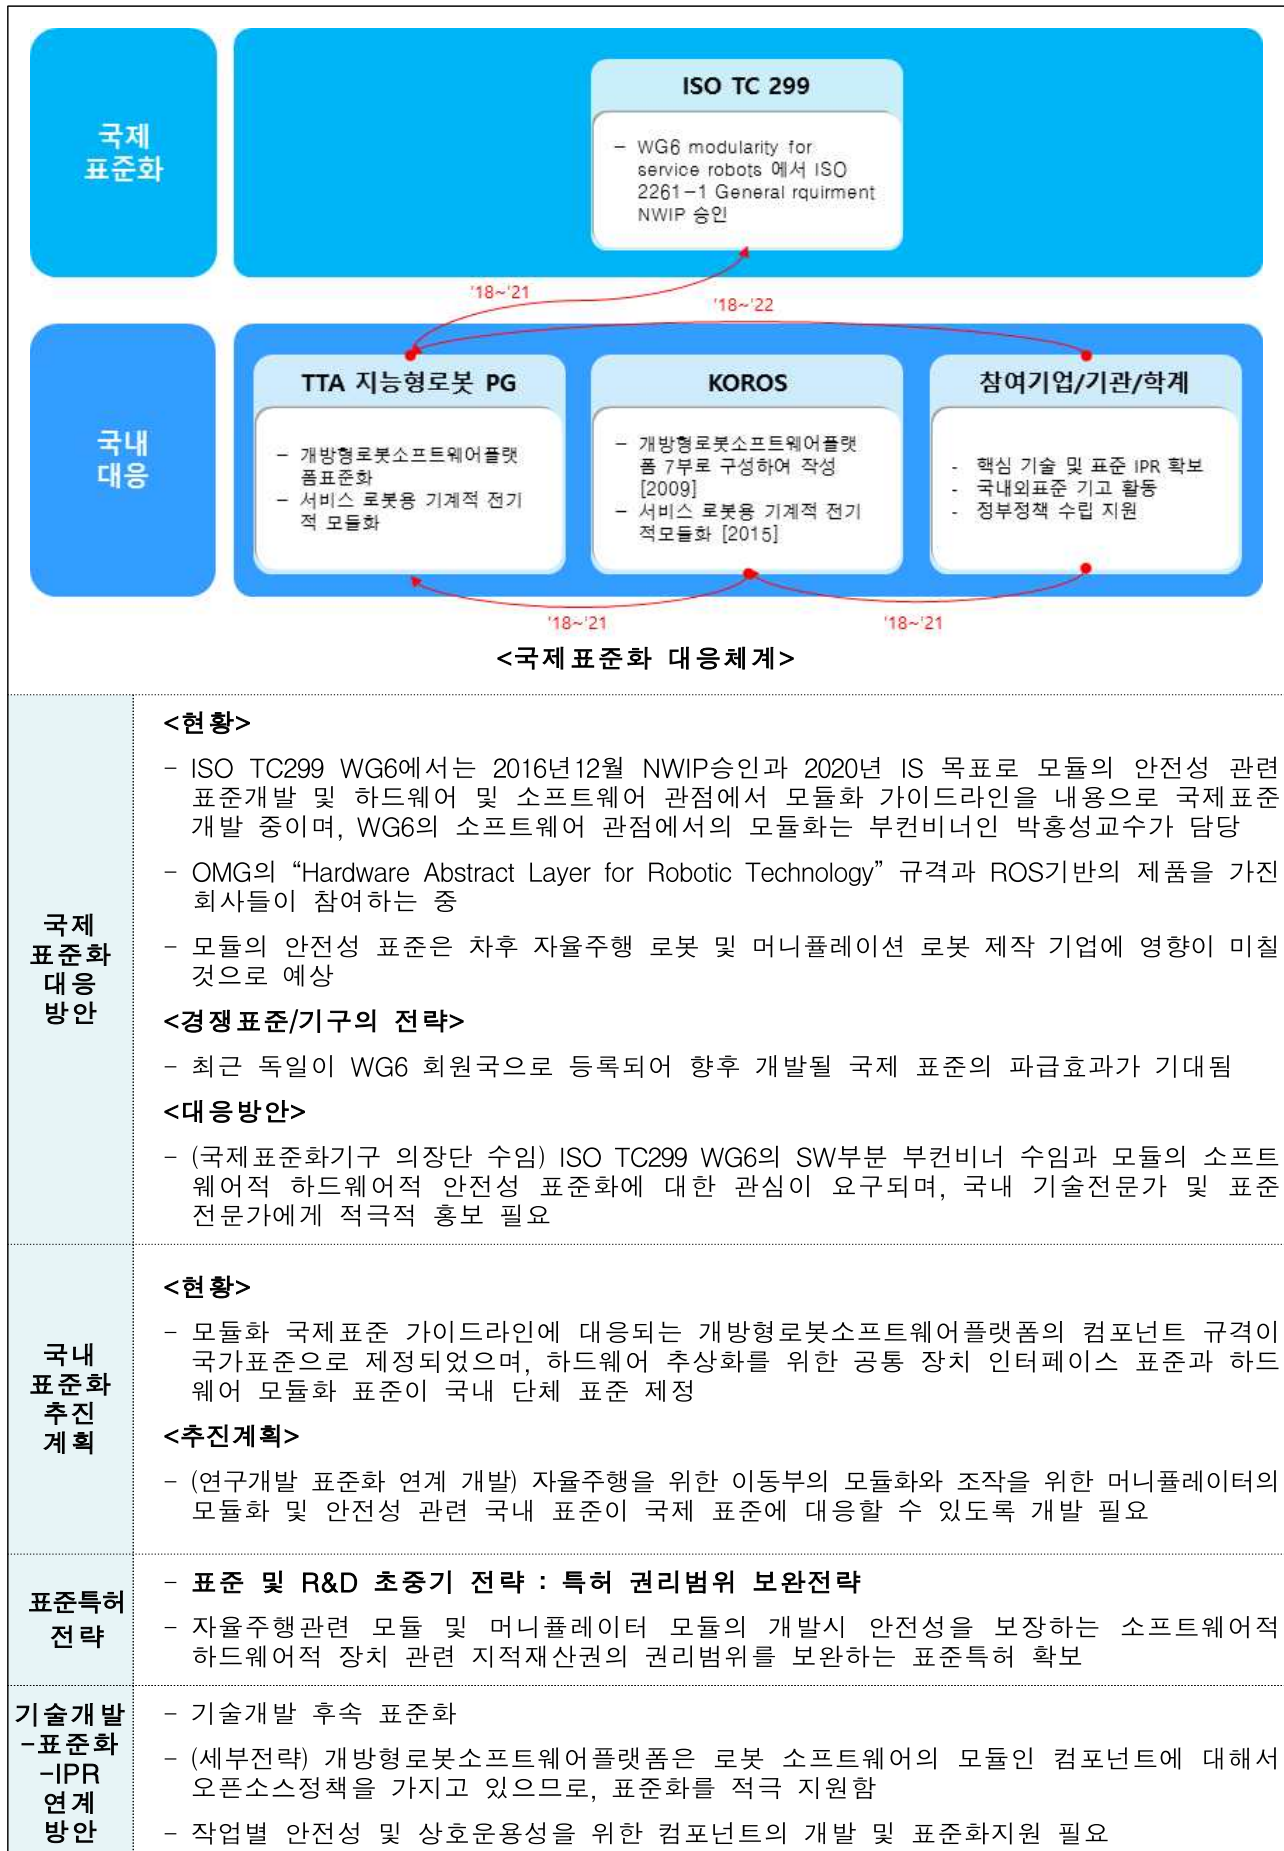 국제
표준화
ISO TC 299
– WG6 modularity for
service robots 에서 ISO
2261-1 General rquirment
NWIP 승인
'18~'21
'18~'22
국내
대응
TTA 지능형로봇 PG
– 개방형로봇소프트웨어플랫
폼표준화
– 서비스 로봇용 기계적 전기
적 모듈화
KOROS
– 개방형로봇소프트웨어플랫
폼 7부로 구성하여 작성
[2009]
– 서비스 로봇용 기계적 전기
적모듈화 [2015]
참여기업/기관/학계
- 핵심 기술 및 표준 IPR 확보
- 국내외표준 기고 활동
- 정부정책 수립 지원
'18~'21
'18~'21
<국제표준화 대응체계>
국제
표준화
대응
방안
<현황>
– ISO TC299 WG6에서는 2016년12월 NWIP승인과 2020년 IS 목표로 모듈의 안전성 관련
표준개발 및 하드웨어 및 소프트웨어 관점에서 모듈화 가이드라인을 내용으로 국제표준
개발 중이며, WG6의 소프트웨어 관점에서의 모듈화는 부컨비너인 박홍성교수가 담당
– OMG의 “Hardware Abstract Layer for Robotic Technology” 규격과 ROS기반의 제품을 가진
회사들이 참여하는 중
– 모듈의 안전성 표준은 차후 자율주행 로봇 및 머니퓰레이션 로봇 제작 기업에 영향이 미칠
것으로 예상
<경쟁표준/기구의 전략>
– 최근 독일이 WG6 회원국으로 등록되어 향후 개발될 국제 표준의 파급효과가 기대됨
<대응방안>
– (국제표준화기구 의장단 수임) ISO TC299 WG6의 SW부분 부컨비너 수임과 모듈의 소프트
웨어적 하드웨어적 안전성 표준화에 대한 관심이 요구되며, 국내 기술전문가 및 표준
전문가에게 적극적 홍보 필요
국내
표준화
추진
계획
<현황>
– 모듈화 국제표준 가이드라인에 대응되는 개방형로봇소프트웨어플랫폼의 컴포넌트 규격이
국가표준으로 제정되었으며, 하드웨어 추상화를 위한 공통 장치 인터페이스 표준과 하드
웨어 모듈화 표준이 국내 단체 표준 제정
<추진계획>
– (연구개발 표준화 연계 개발) 자율주행을 위한 이동부의 모듈화와 조작을 위한 머니퓰레이터의
모듈화 및 안전성 관련 국내 표준이 국제 표준에 대응할 수 있도록 개발 필요
표준특허
전략
– 표준 및 R&D 초중기 전략 : 특허 권리범위 보완전략
– 자율주행관련 모듈 및 머니퓰레이터 모듈의 개발시 안전성을 보장하는 소프트웨어적
하드웨어적 장치 관련 지적재산권의 권리범위를 보완하는 표준특허 확보
기술개발
-표준화
-IPR
연계
방안
– 기술개발 후속 표준화
– (세부전략) 개방형로봇소프트웨어플랫폼은 로봇 소프트웨어의 모듈인 컴포넌트에 대해서
오픈소스정책을 가지고 있으므로, 표준화를 적극 지원함
– 작업별 안전성 및 상호운용성을 위한 컴포넌트의 개발 및 표준화지원 필요